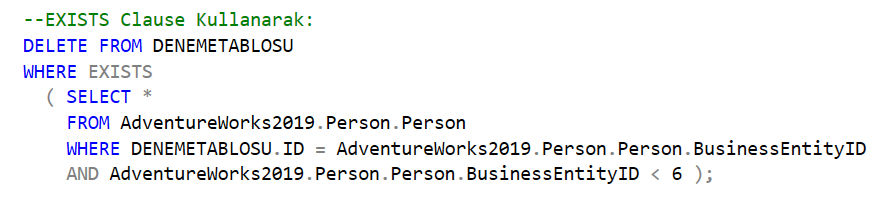 --EXISTS Clause Kullanarak:
DELETE FROM DENEMETABLOSU
WHERE EXISTS
( SELECT *
FROM AdventureWorks2019.Person.Person
WHERE DENEMETABLOSU.ID = AdventureWorks2019.Person.Person.BusinessEntityID
AND AdventureWorks2019.Person.Person.BusinessEntityID < 6 );